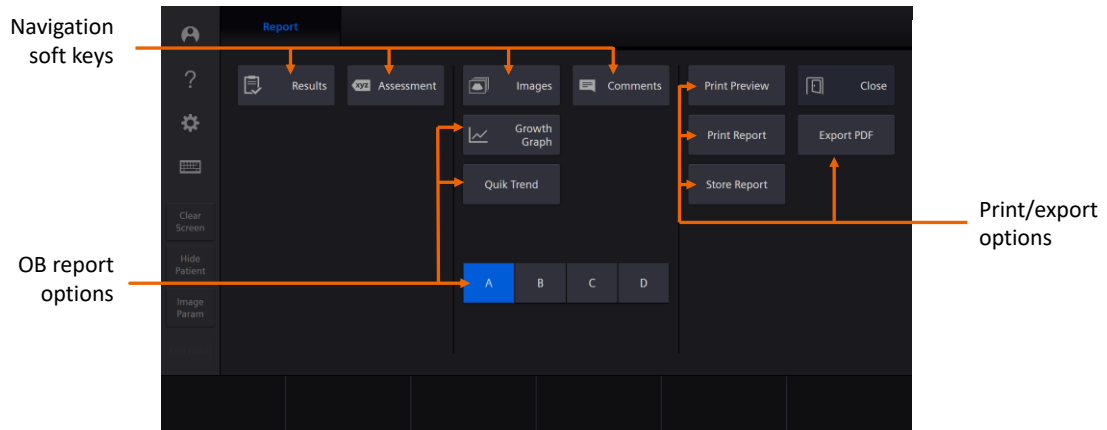 Navigation
soft keys
Report
Results
xyz
Assessment
Images
Comments
Print Preview
Close
Growth
Graph
Print Report
Export PDF
Quik Trend
Store Report
Clear
Screen
Print/export
options
Hide
Patient
OB report
options
A
B
C
D
Image
Param